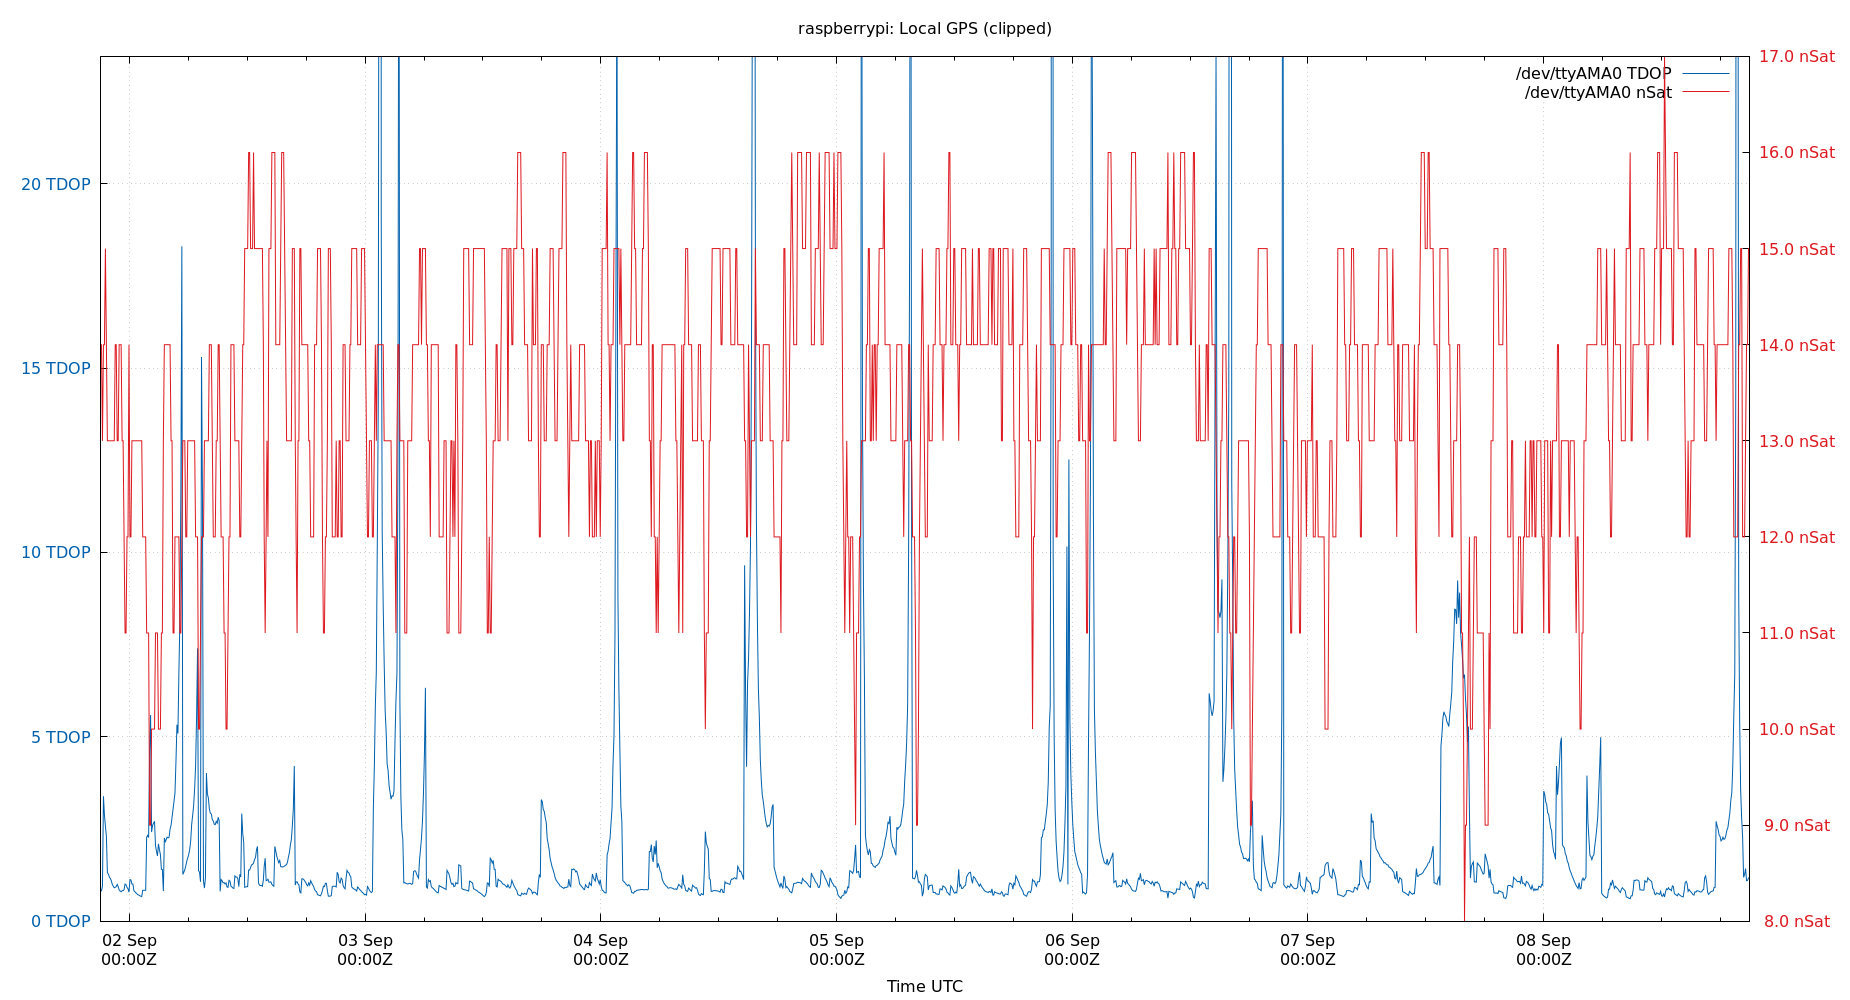 raspberrypi: Local GPS (clipped)
17.0 nSat
/dev/ttyAMA0 TDOP
/dev/ttyAMA0 nSat
16.0 nSat
20 TDOP
15.0 nSat
14.0 nSat
15 TDOP
13.0 nSat
12.0 nSat
10 TDOP
11.0 nSat
10.0 nSat
5 TDOP
9.0 nSat
0 TDOP
8.0 nSat
02 Sep 03 Sep 04 Sep 05 Sep 06 Sep 07 Sep 08 Sep
00:00Z 00:00Z 00:00Z 00:00Z 00:00Z 00:00Z 00:00Z
Time UTC